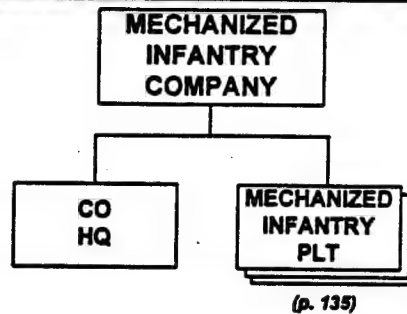 MECHANIZED
INFANTRY
COMPANY
CO
HQ
MECHANIZED
INFANTRY
PLT
(p. 135)